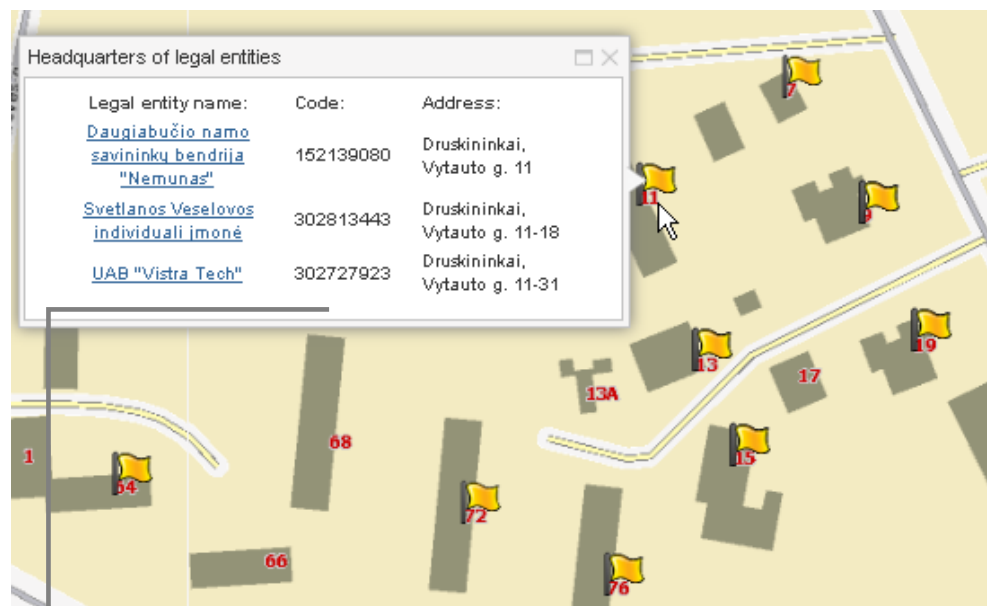 Headquarters of legal entities
Legal entity name: Code: Address:
Daugiabučio namo
savininkų bendrija
"Nemunas"
152139080
Druskininkai,
Vytauto g. 11
Svetlanos Veselovos
individuali įmonė
302813443
Druskininkai,
Vytauto g. 11-18
UAB "Vistra Tech"
302727923
Druskininkai,
Vytauto g. 11-31
7
11
9
19
13
17
13A
68
1
15
64
72
66
76